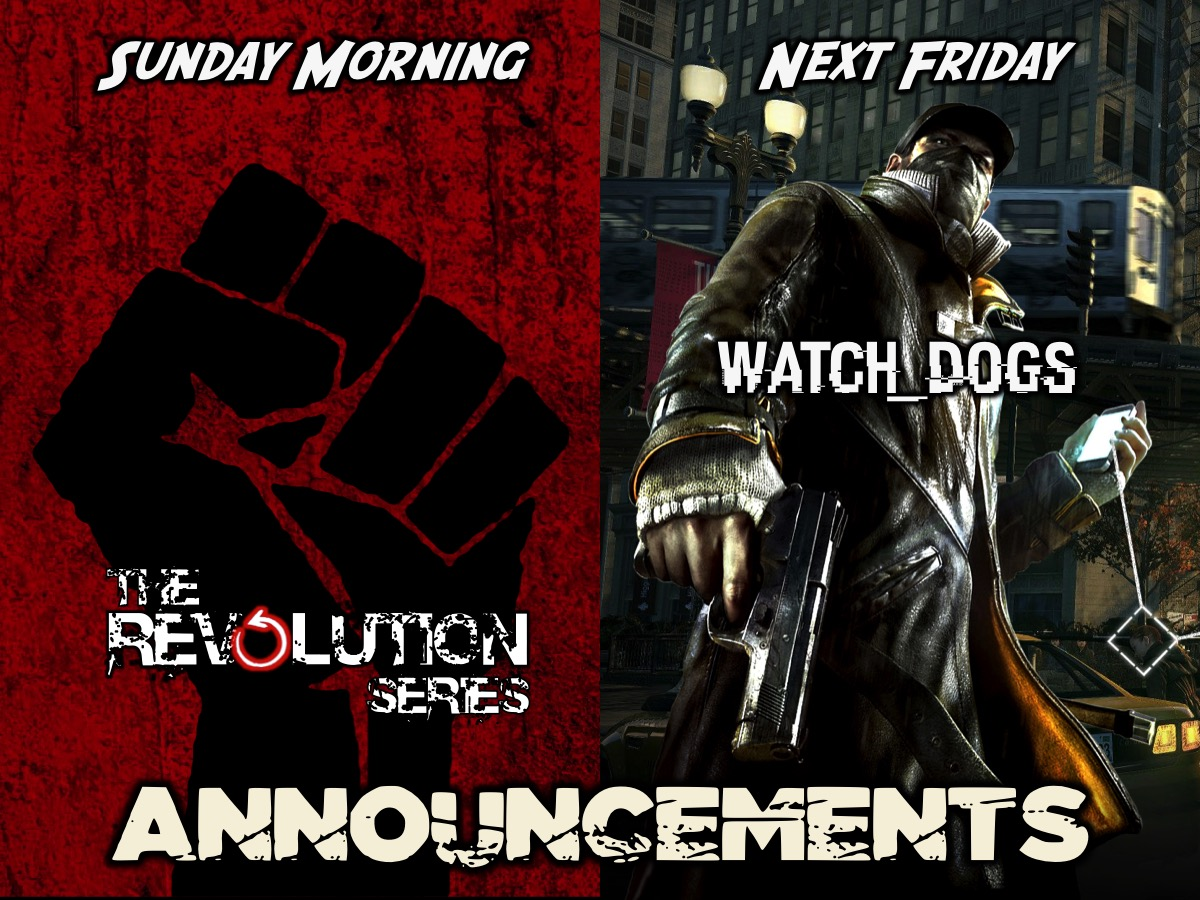 SUNDAY MORNING
THE
REVOLUTION
SERIES
NEXT FRIDAY
WATCH_DOGS
ANNOUNCEMENTS